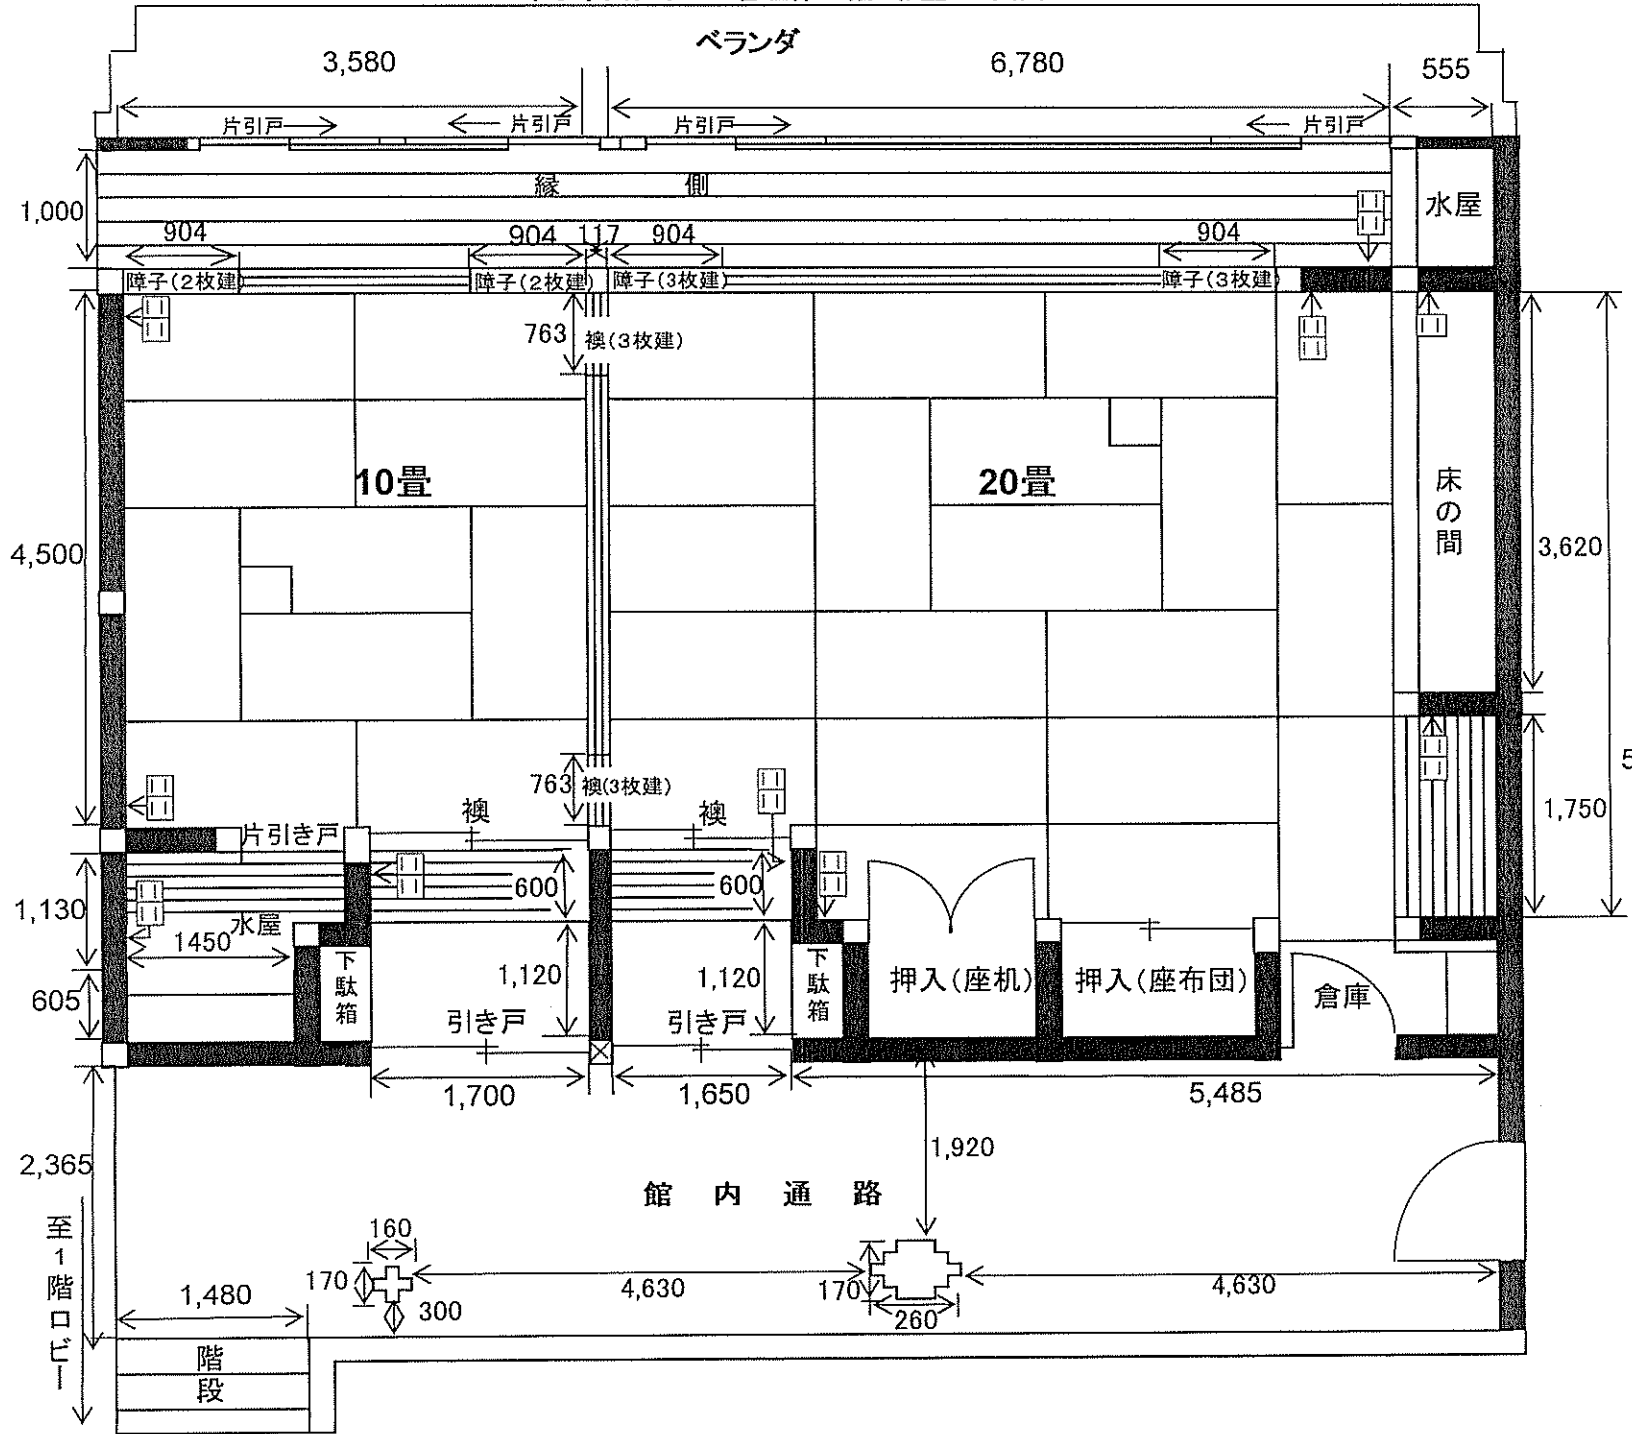 ベランダ
3,580
6,780
555
片引戸
片引戸
片引戸
片引戸
縁側
水屋
1,000
904
904
117
904
904
障子(2枚建)
障子(2枚建)
障子(3枚建)
障子(3枚建)
763
襖(3枚建)
10畳
20畳
床の間
4,500
3,620
763
襖(3枚建)
襖
襖
1,750
5
片引き戸
600
600
1,130
水屋
1450
下駄箱
1,120
1,120
下駄箱
押入(座机)
押入(座布団)
倉庫
605
引き戸
引き戸
1,700
1,650
5,485
1,920
2,365
館内通路
至1階ロビー
160
170
4,630
170
4,630
1,480
300
260
階段